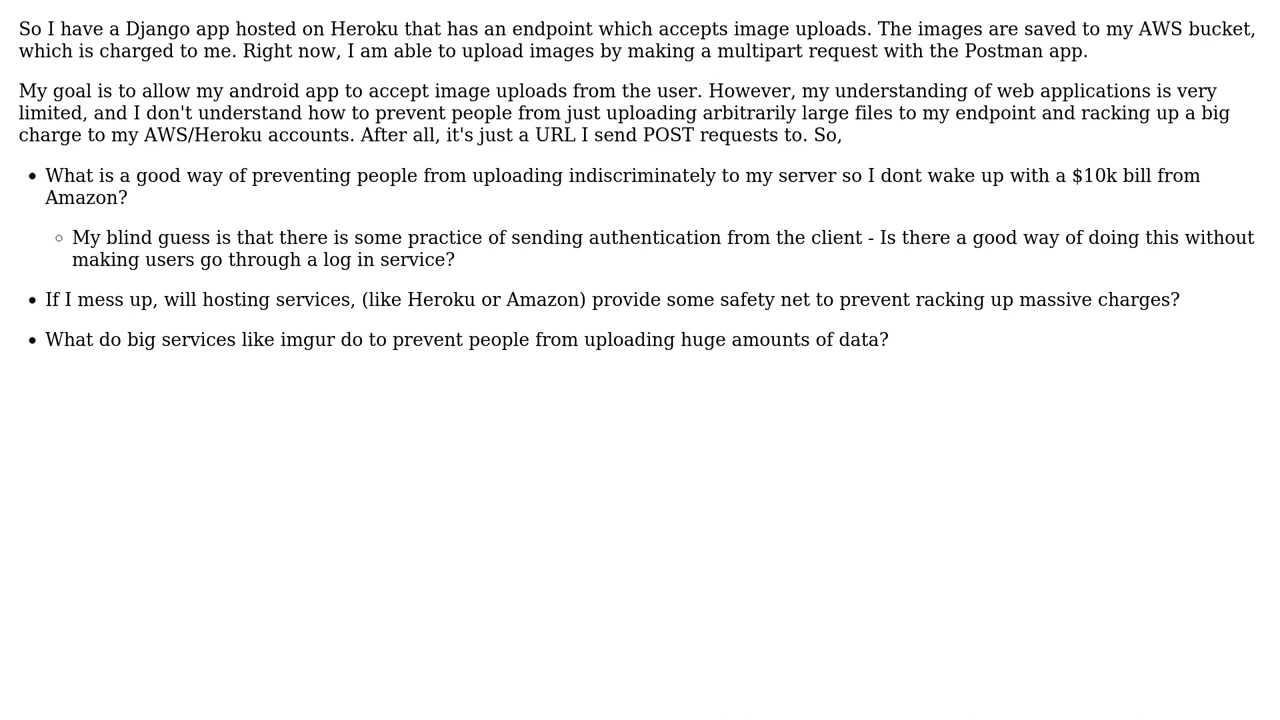 So I have a Django app hosted on Heroku that has an endpoint which accepts image uploads. The images are saved to my AWS bucket,
which is charged to me. Right now, I am able to upload images by making a multipart request with the Postman app.
My goal is to allow my android app to accept image uploads from the user. However, my understanding of web applications is very
limited, and I don't understand how to prevent people from just uploading arbitrarily large files to my endpoint and racking up a big
charge to my AWS/Heroku accounts. After all, it's just a URL I send POST requests to. So,
• What is a good way of preventing people from uploading indiscriminately to my server so I dont wake up with a $10k bill from
Amazon?
◦ My blind guess is that there is some practice of sending authentication from the client - Is there a good way of doing this without
making users go through a log in service?
• If I mess up, will hosting services, (like Heroku or Amazon) provide some safety net to prevent racking up massive charges?
• What do big services like imgur do to prevent people from uploading huge amounts of data?